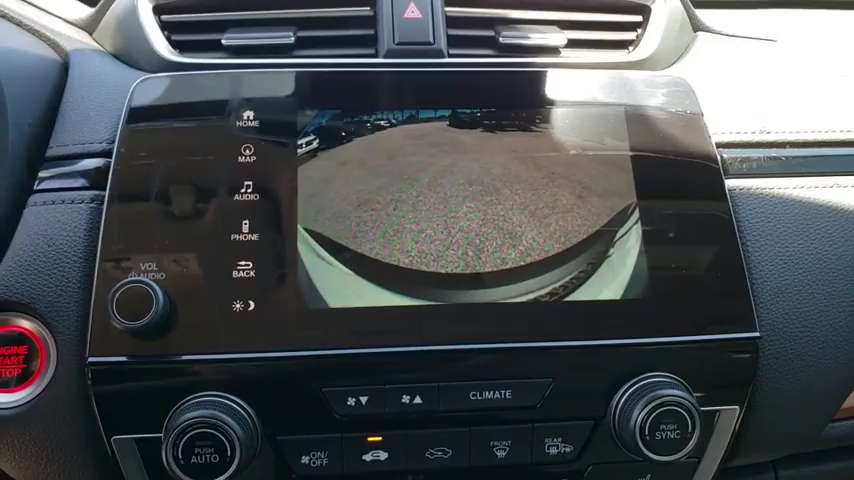 HOME
MAP
AUDIO
PHONE
BACK
VOL
AUDIO
ENGINE
START
STOP
CLIMATE
PUSH
AUTO
ON/
OFF
FRONT
REAR
PUSH
SYNC